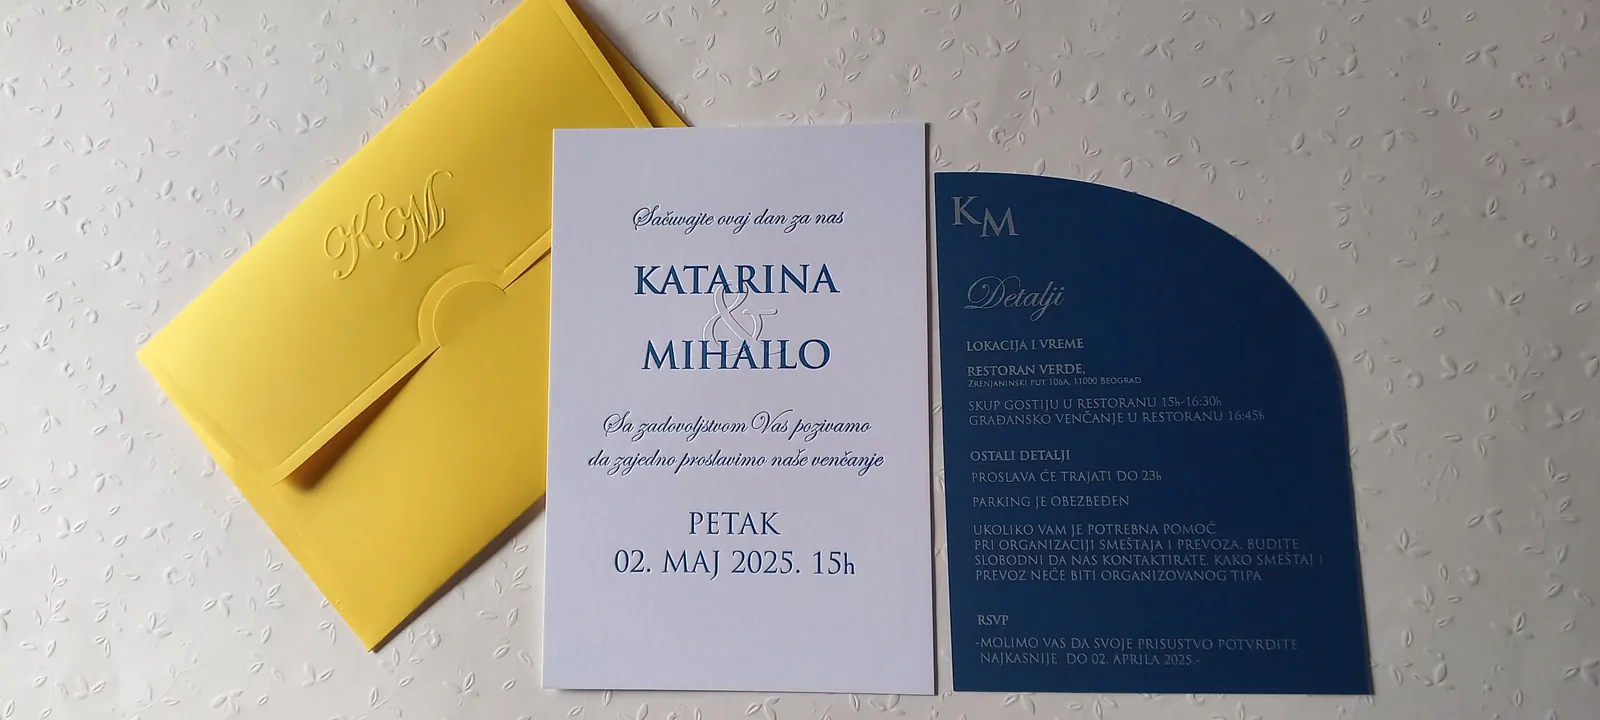 KM
Sačuvajte ovaj dan za nas
KATARINA
&
MIHAILO
Sa zadovoljstvom Vas pozivamo
da zajedno proslavimo naše venčanje
PETAK
02. MAJ 2025. 15h
KM
Detalji
LOKACIJA I VREME
RESTORAN VERDE,
ZRENJANINSKI PUT 106A, 11000 BEOGRAD
SKUP GOSTIJU U RESTORANU 15h-16:30h
GRAĐANSKO VENČANJE U RESTORANU 16:45h
OSTALI DETALJI
PROSLAVA ĆE TRAJATI DO 23h
PARKING JE OBEZBEĐEN
UKOLIKO VAM JE POTREBNA POMOĆ
PRI ORGANIZACIJI SMEŠTAJA I PREVOZA, BUDITE
SLOBODNI DA NAS KONTAKTIRATE, KAKO SMEŠTAJ I
PREVOZ NEĆE BITI ORGANIZOVANOG TIPA
RSVP
-MOLIMO VAS DA SVOJE PRISUSTVO POTVRDITE
NAJKASNIJE DO 02. APRILA 2025.-